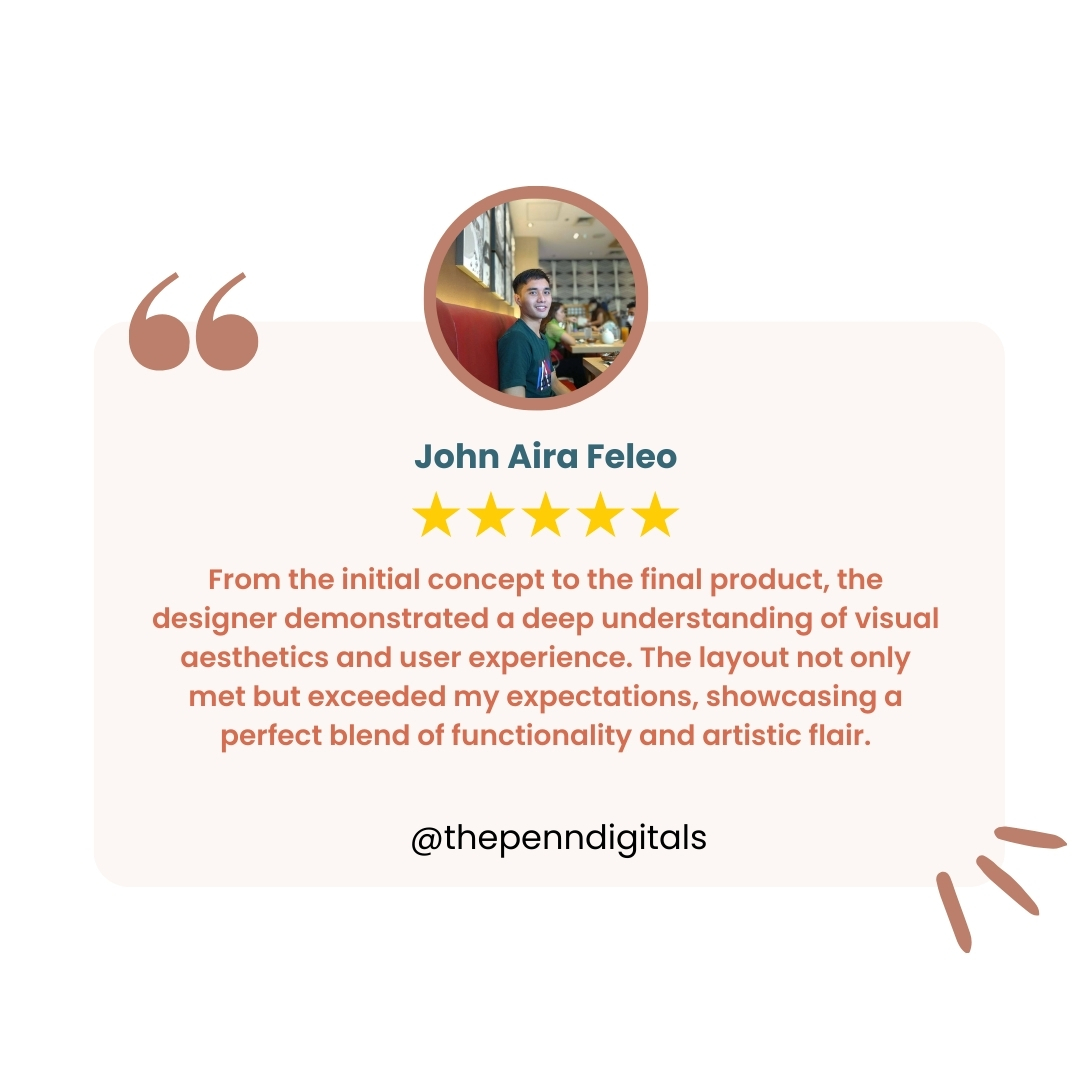 John Aira Feleo
From the initial concept to the final product, the
designer demonstrated a deep understanding of visual
aesthetics and user experience. The layout not only
met but exceeded my expectations, showcasing a
perfect blend of functionality and artistic flair.
@thepenndigitals